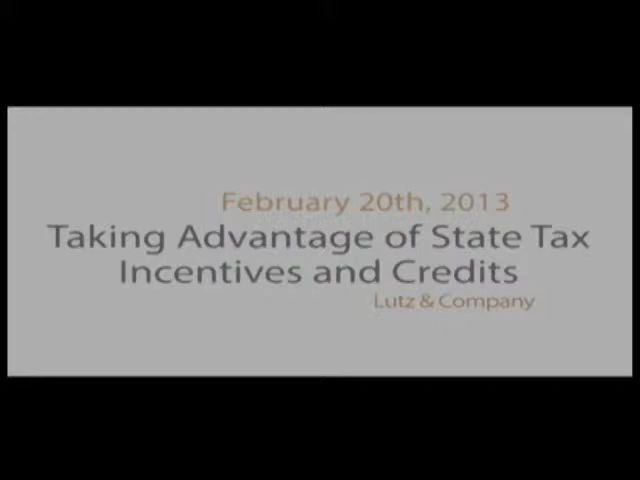 February 20th, 2013
Taking Advantage of State Tax
Incentives and Credits
Lutz & Company